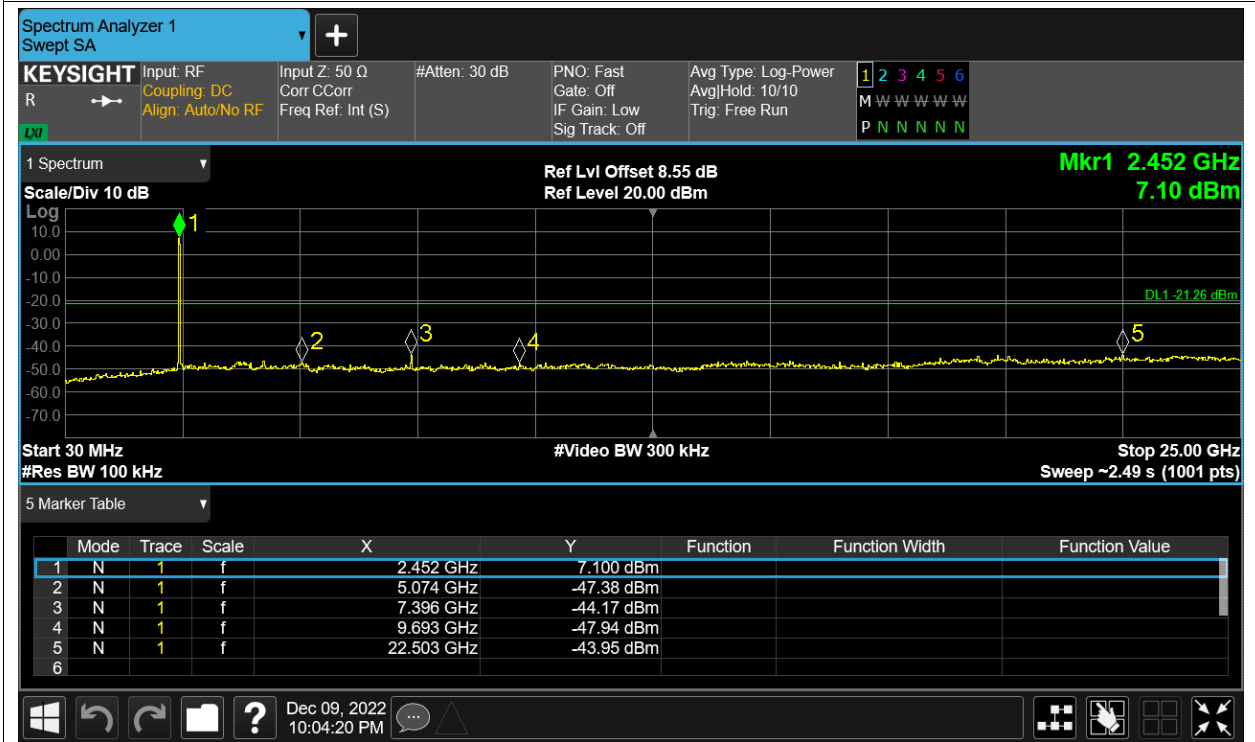 Spectrum Analyzer 1
Swept SA
KEYSIGHT
R
LXI
Input: RF
Coupling: DC
Align: Auto/No RF
Input Z: 50 Ω
Corr CCorr
Freq Ref: Int (S)
#Atten: 30 dB
PNO: Fast
Gate: Off
IF Gain: Low
Sig Track: Off
Avg Type: Log-Power
Avg|Hold: 10/10
Trig: Free Run
1 2 3 4 5 6
M W W W W W
P N N N N N
1 Spectrum
Scale/Div 10 dB
Ref Lvl Offset 8.55 dB
Ref Level 20.00 dBm
Mkr1 2.452 GHz
7.10 dBm
Log
10.0
0.00
-10.0
-20.0
-30.0
-40.0
-50.0
-60.0
-70.0
1
2
3
4
5
DL1 -21.26 dBm
Start 30 MHz
#Video BW 300 kHz
Stop 25.00 GHz
#Res BW 100 kHz
Sweep ~2.49 s (1001 pts)
5 Marker Table
Mode Trace Scale X Y Function Function Width Function Value
1 N 1 f 2.452 GHz 7.100 dBm
2 N 1 f 5.074 GHz -47.38 dBm
3 N 1 f 7.396 GHz -44.17 dBm
4 N 1 f 9.693 GHz -47.94 dBm
5 N 1 f 22.503 GHz -43.95 dBm
6
?
Dec 09, 2022
10:04:20 PM